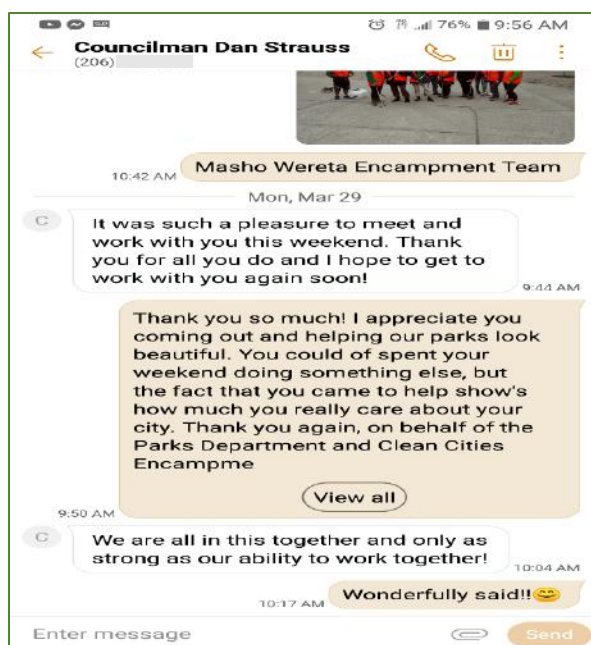 76% 9:56 AM
Councilman Dan Strauss
(206)
Masho Wereta Encampment Team
10:42 AM
Mon, Mar 29
C
It was such a pleasure to meet and
work with you this weekend. Thank
you for all you do and I hope to get to
work with you again soon!
9:44 AM
Thank you so much! I appreciate you
coming out and helping our parks look
beautiful. You could of spent your
weekend doing something else, but
the fact that you came to help show's
how much you really care about your
city. Thank you again, on behalf of the
Parks Department and Clean Cities
Encampme
View all
9:50 AM
C
We are all in this together and only as
strong as our ability to work together!
10:04 AM
Wonderfully said!!😊
10:17 AM
Enter message
Send